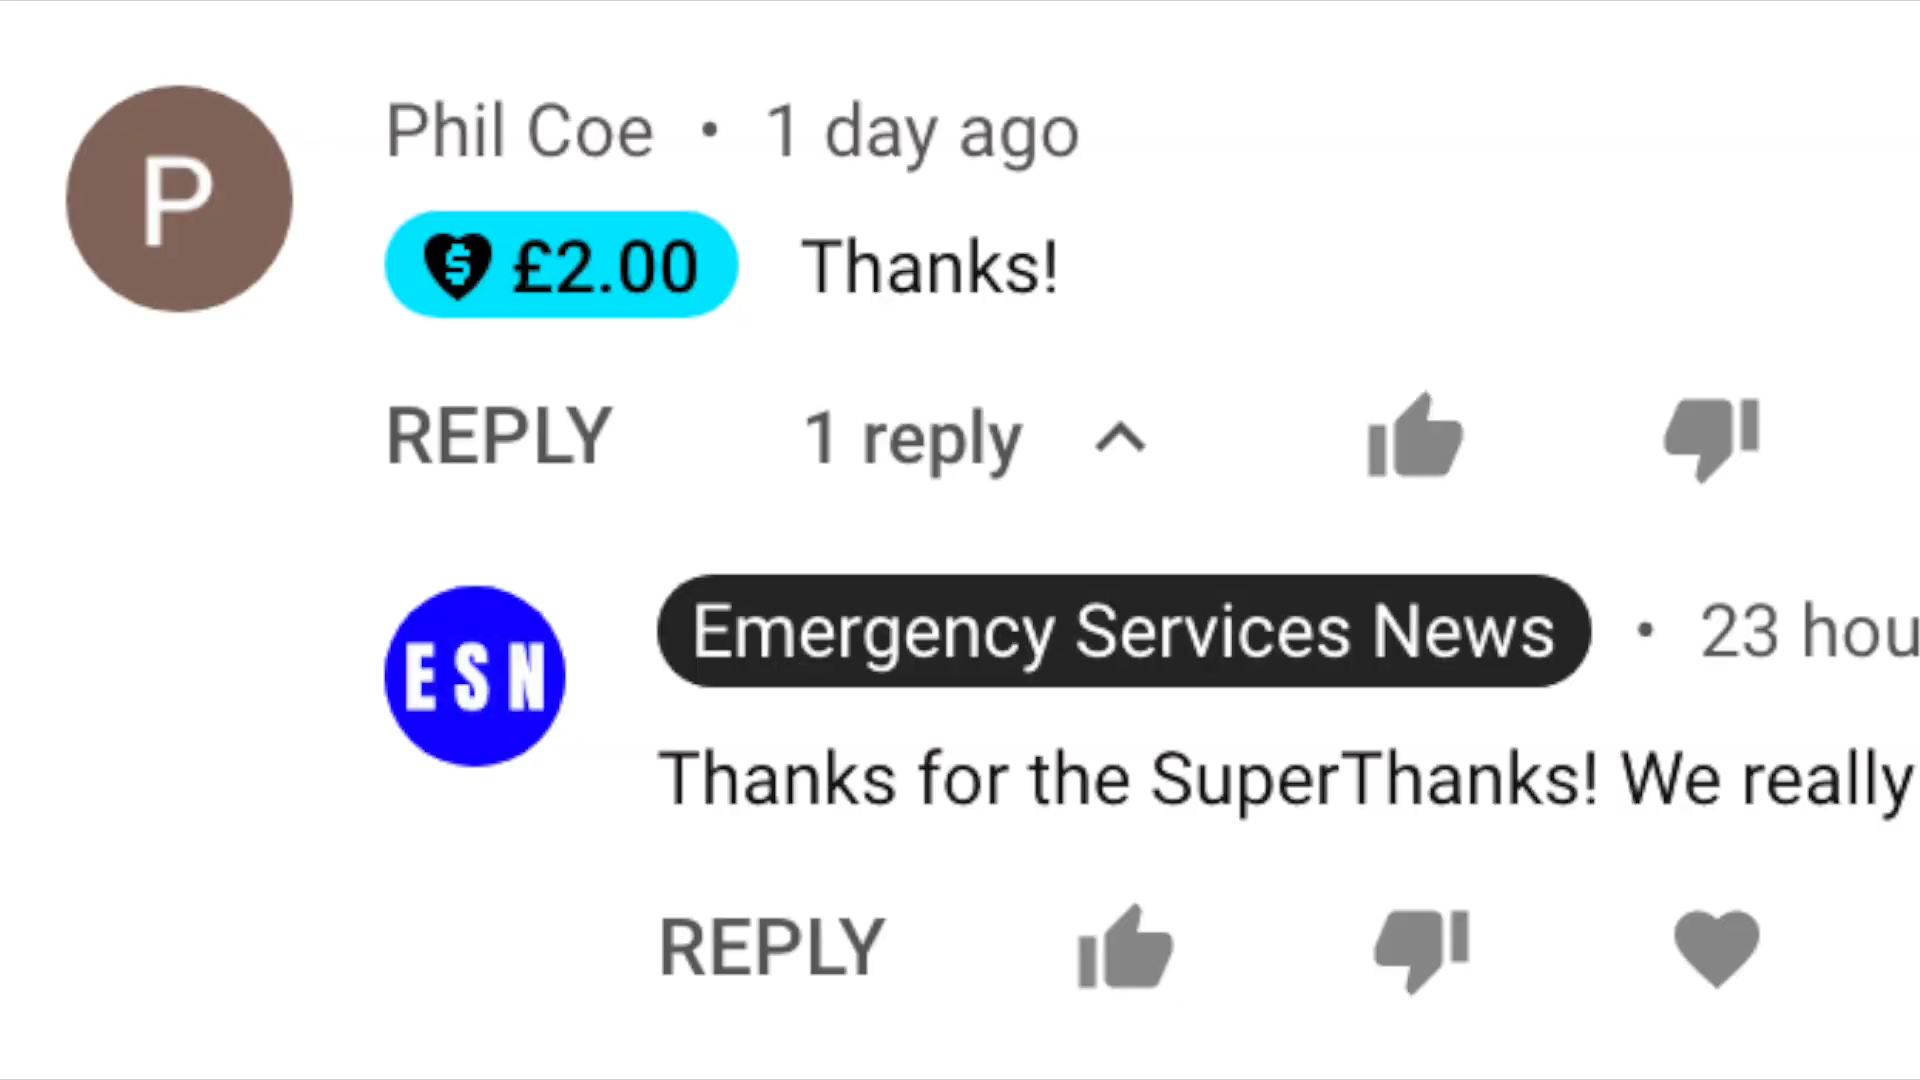 P
Phil Coe • 1 day ago
£2.00 Thanks!
REPLY 1 reply
ESN
Emergency Services News • 23 hou
Thanks for the SuperThanks! We really
REPLY